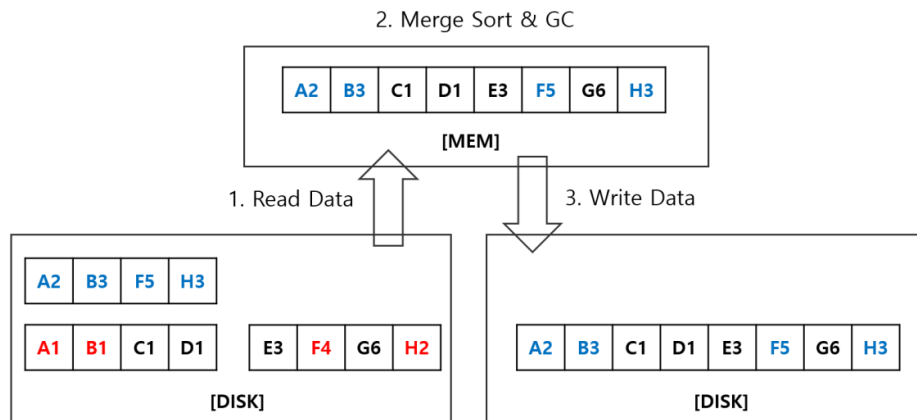 2. Merge Sort & GC
A2 B3 C1 D1 E3 F5 G6 H3
[MEM]
1. Read Data
3. Write Data
A2 B3 F5 H3
A1 B1 C1 D1
E3 F4 G6 H2
[DISK]
A2 B3 C1 D1 E3 F5 G6 H3
[DISK]